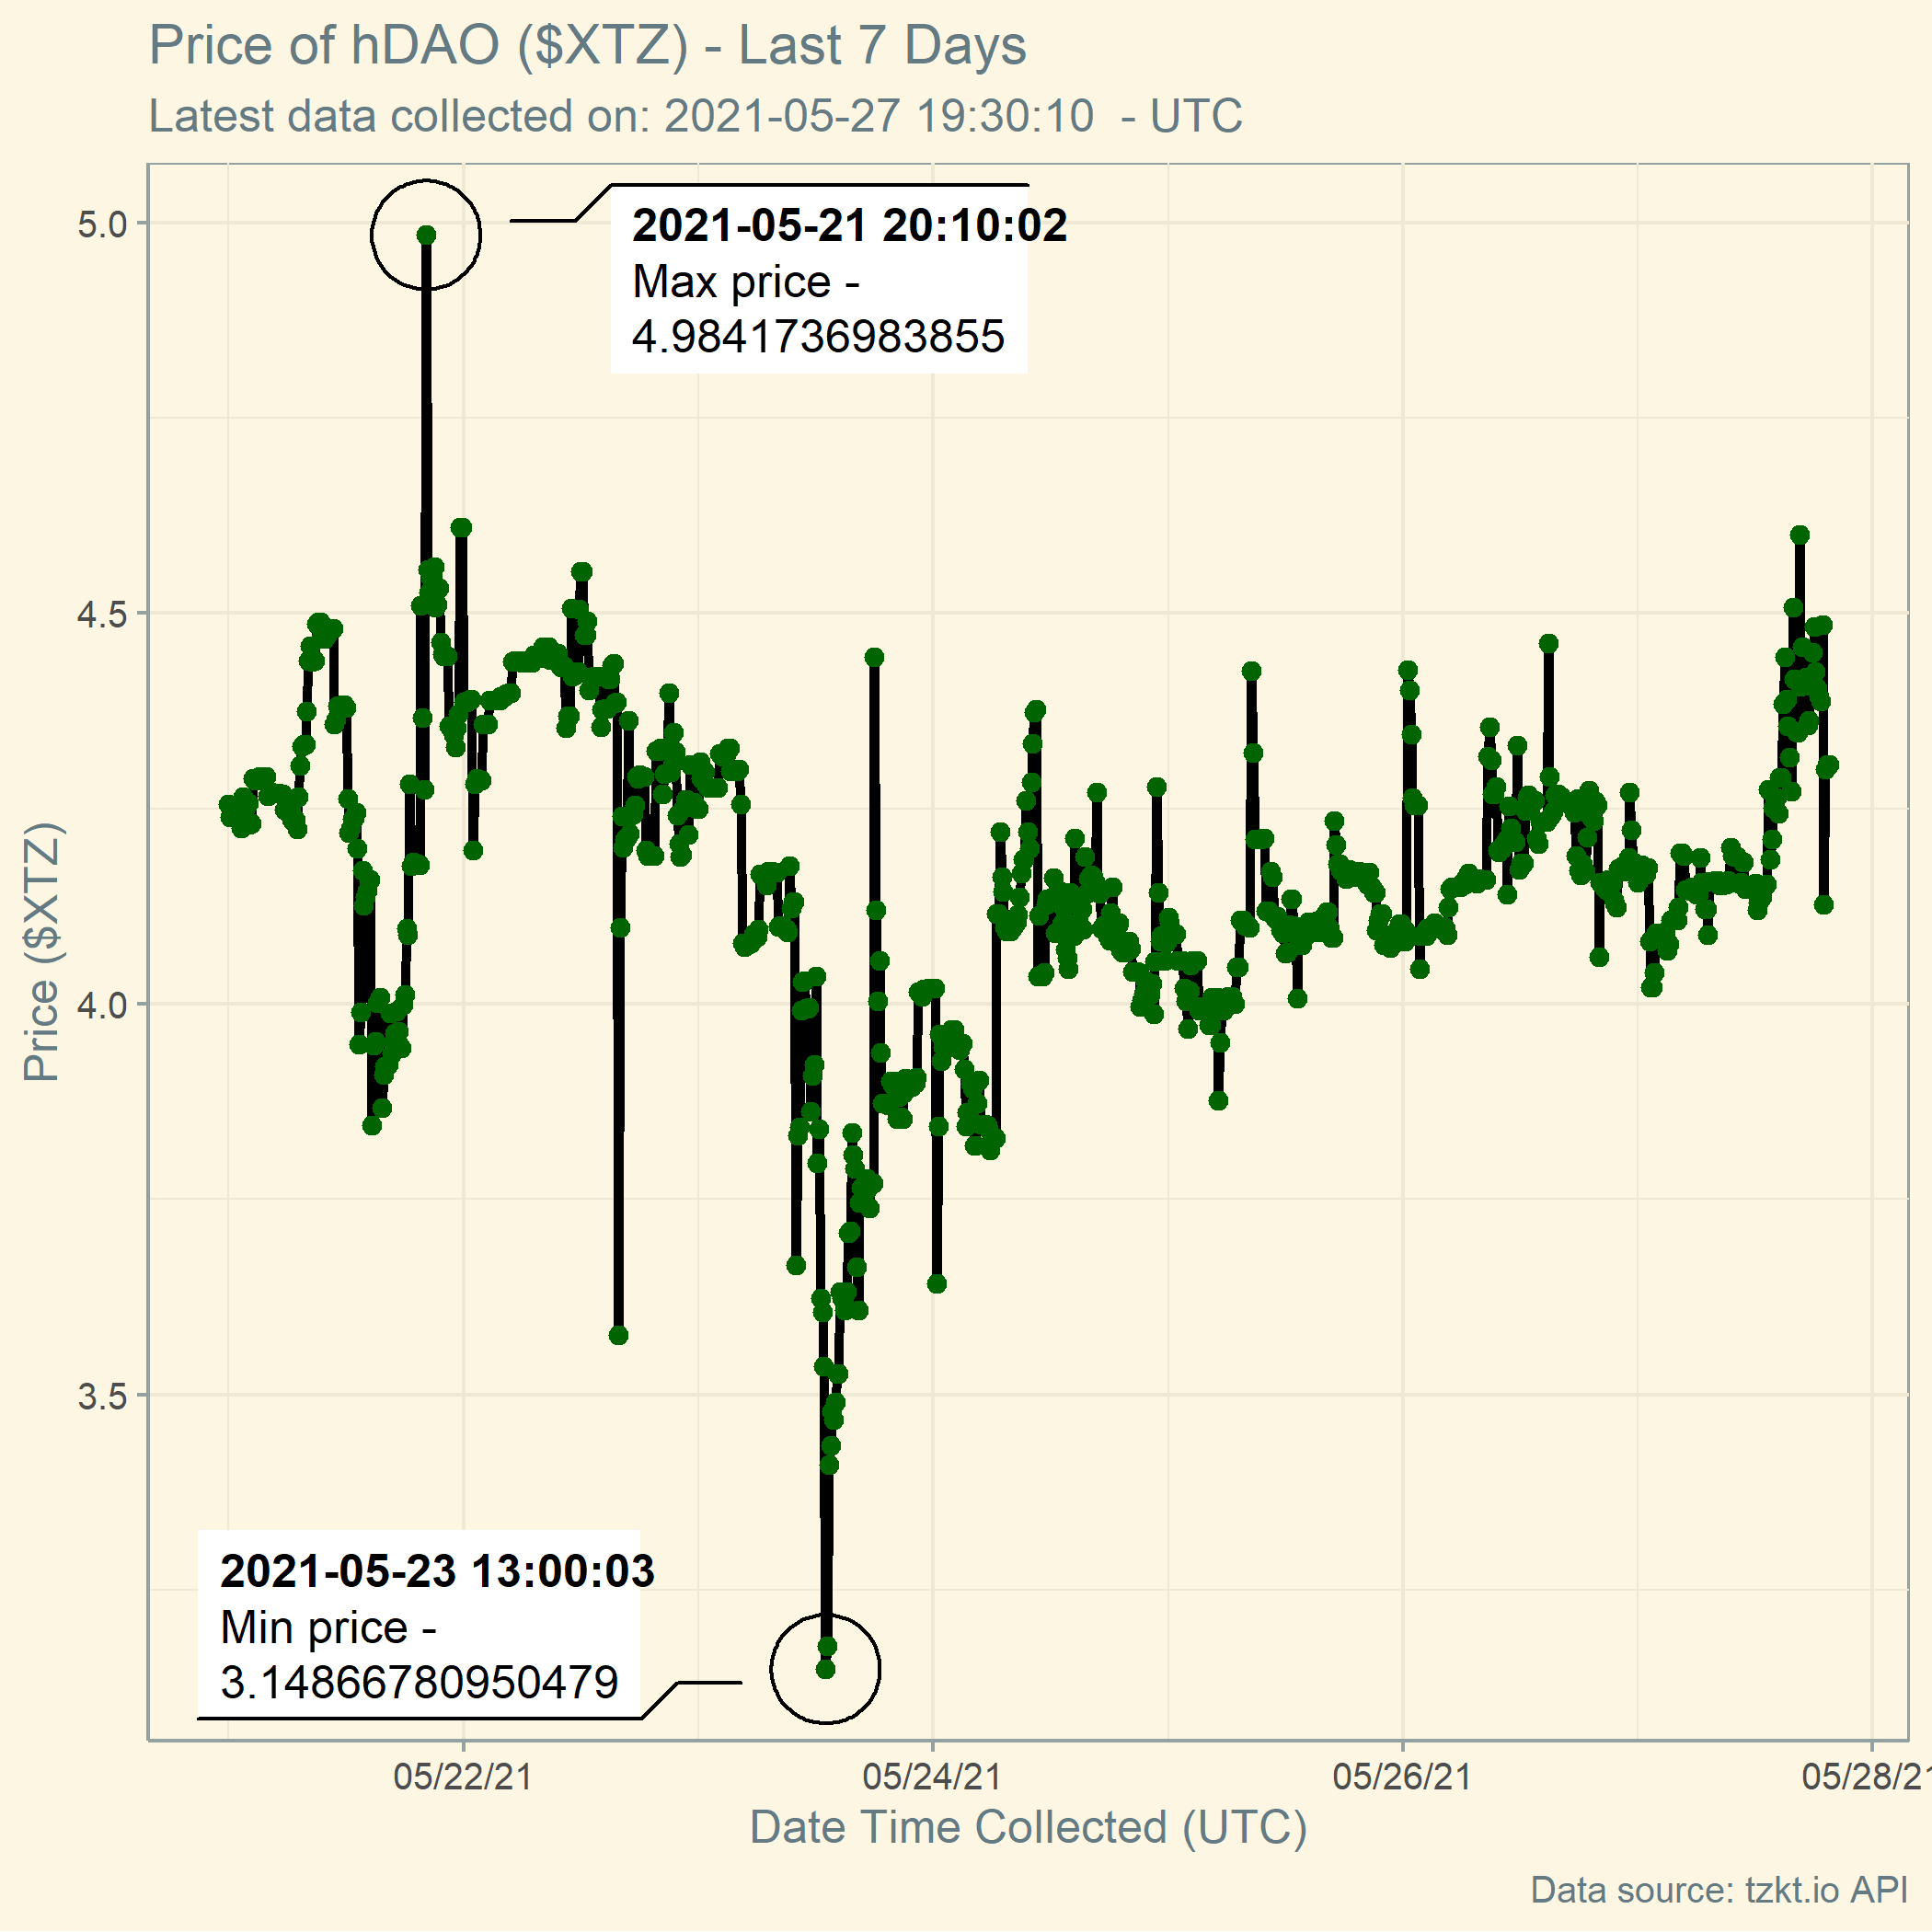 Price of hDAO ($XTZ) - Last 7 Days
Latest data collected on: 2021-05-27 19:30:10  - UTC
2021-05-21 20:10:02
Max price -
4.9841736983855
5.0
4.5
4.0
3.5
Price ($XTZ)
2021-05-23 13:00:03
Min price -
3.14866780950479
05/22/21
05/24/21
05/26/21
05/28/21
Date Time Collected (UTC)
Data source: tzkt.io API